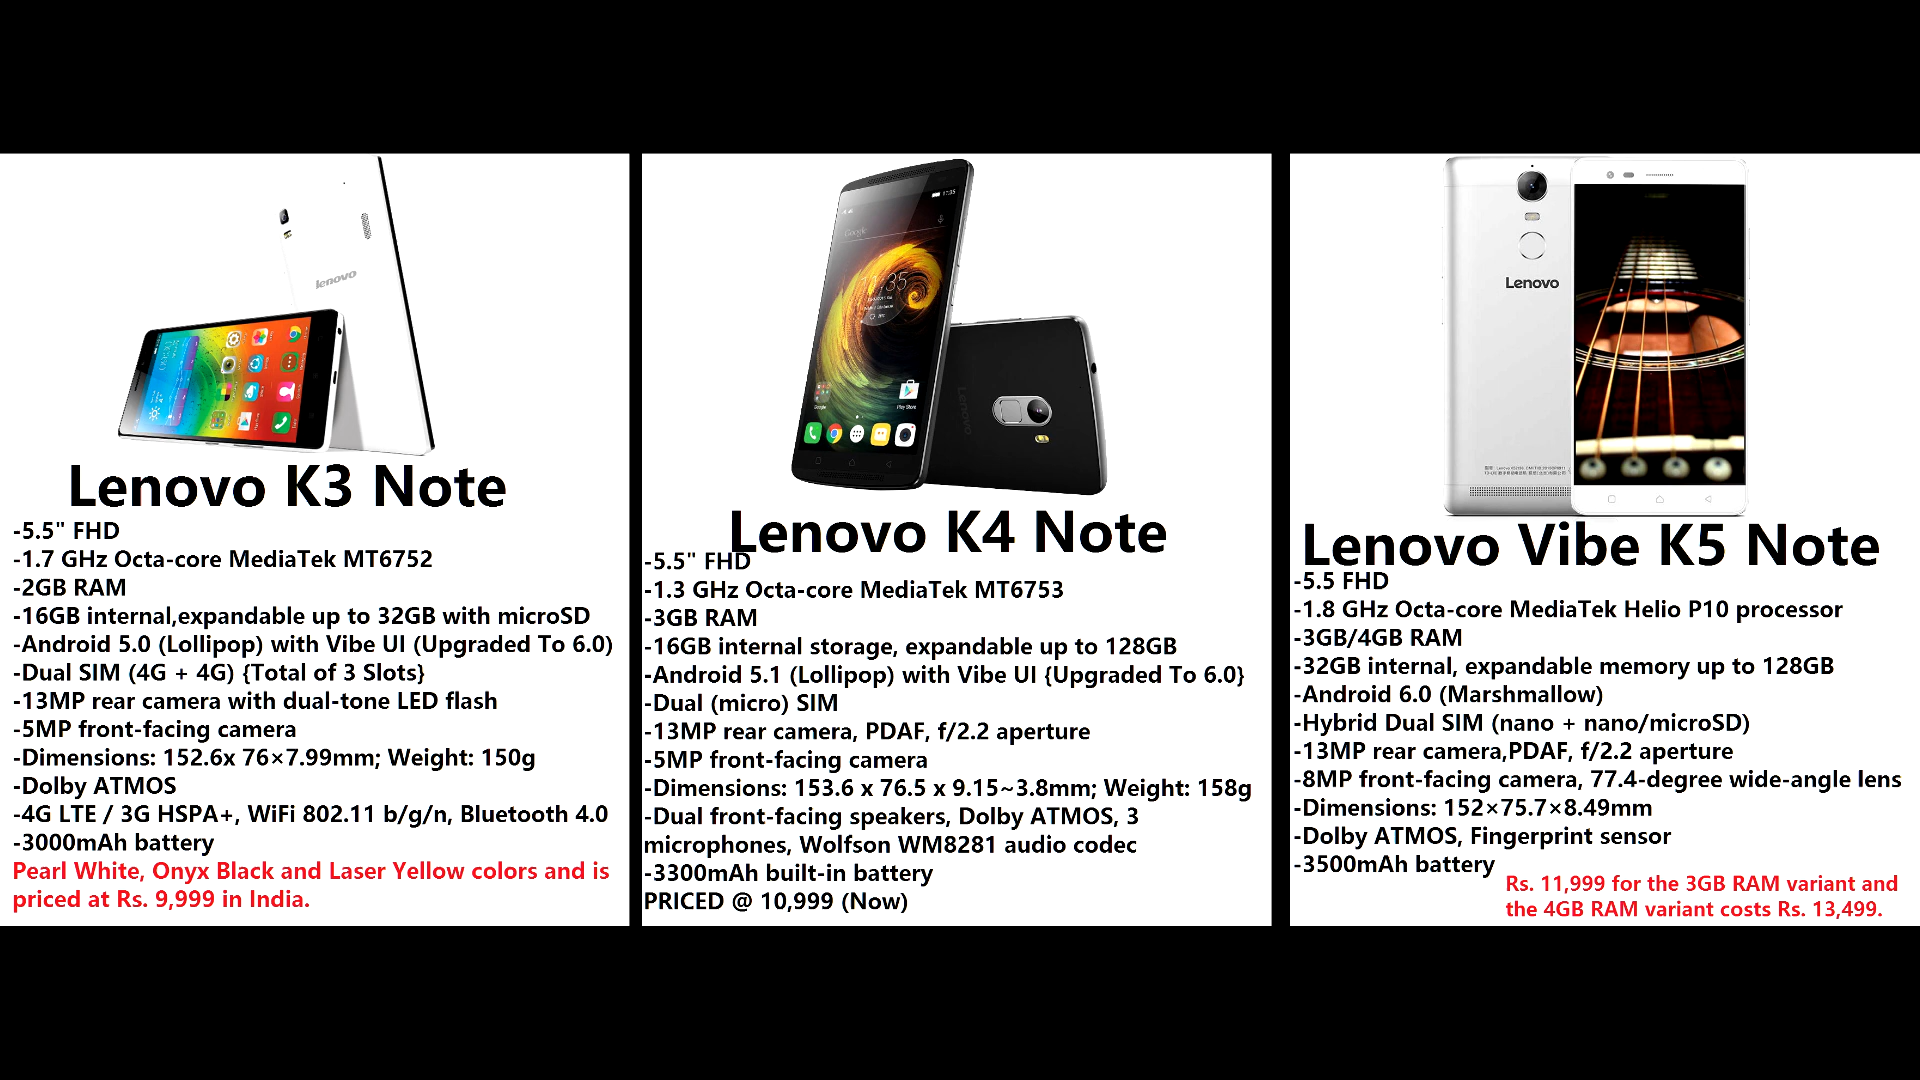 lenovo
Lenovo K3 Note
-5.5" FHD
-1.7 GHz Octa-core MediaTek MT6752
-2GB RAM
-16GB internal,expandable up to 32GB with microSD
-Android 5.0 (Lollipop) with Vibe UI (Upgraded To 6.0)
-Dual SIM (4G + 4G) {Total of 3 Slots}
-13MP rear camera with dual-tone LED flash
-5MP front-facing camera
-Dimensions: 152.6x 76×7.99mm; Weight: 150g
-Dolby ATMOS
-4G LTE / 3G HSPA+, WiFi 802.11 b/g/n, Bluetooth 4.0
-3000mAh battery
Pearl White, Onyx Black and Laser Yellow colors and is
priced at Rs. 9,999 in India.
Google
Google
Play Store
Lenovo
Lenovo K4 Note
-5.5" FHD
-1.3 GHz Octa-core MediaTek MT6753
-3GB RAM
-16GB internal storage, expandable up to 128GB
-Android 5.1 (Lollipop) with Vibe UI {Upgraded To 6.0}
-Dual (micro) SIM
-13MP rear camera, PDAF, f/2.2 aperture
-5MP front-facing camera
-Dimensions: 153.6 x 76.5 x 9.15~3.8mm; Weight: 158g
-Dual front-facing speakers, Dolby ATMOS, 3
microphones, Wolfson WM8281 audio codec
-3300mAh built-in battery
PRICED @ 10,999 (Now)
Lenovo
Lenovo Vibe K5 Note
-5.5 FHD
-1.8 GHz Octa-core MediaTek Helio P10 processor
-3GB/4GB RAM
-32GB internal, expandable memory up to 128GB
-Android 6.0 (Marshmallow)
-Hybrid Dual SIM (nano + nano/microSD)
-13MP rear camera,PDAF, f/2.2 aperture
-8MP front-facing camera, 77.4-degree wide-angle lens
-Dimensions: 152×75.7×8.49mm
-Dolby ATMOS, Fingerprint sensor
-3500mAh battery
Rs. 11,999 for the 3GB RAM variant and
the 4GB RAM variant costs Rs. 13,499.